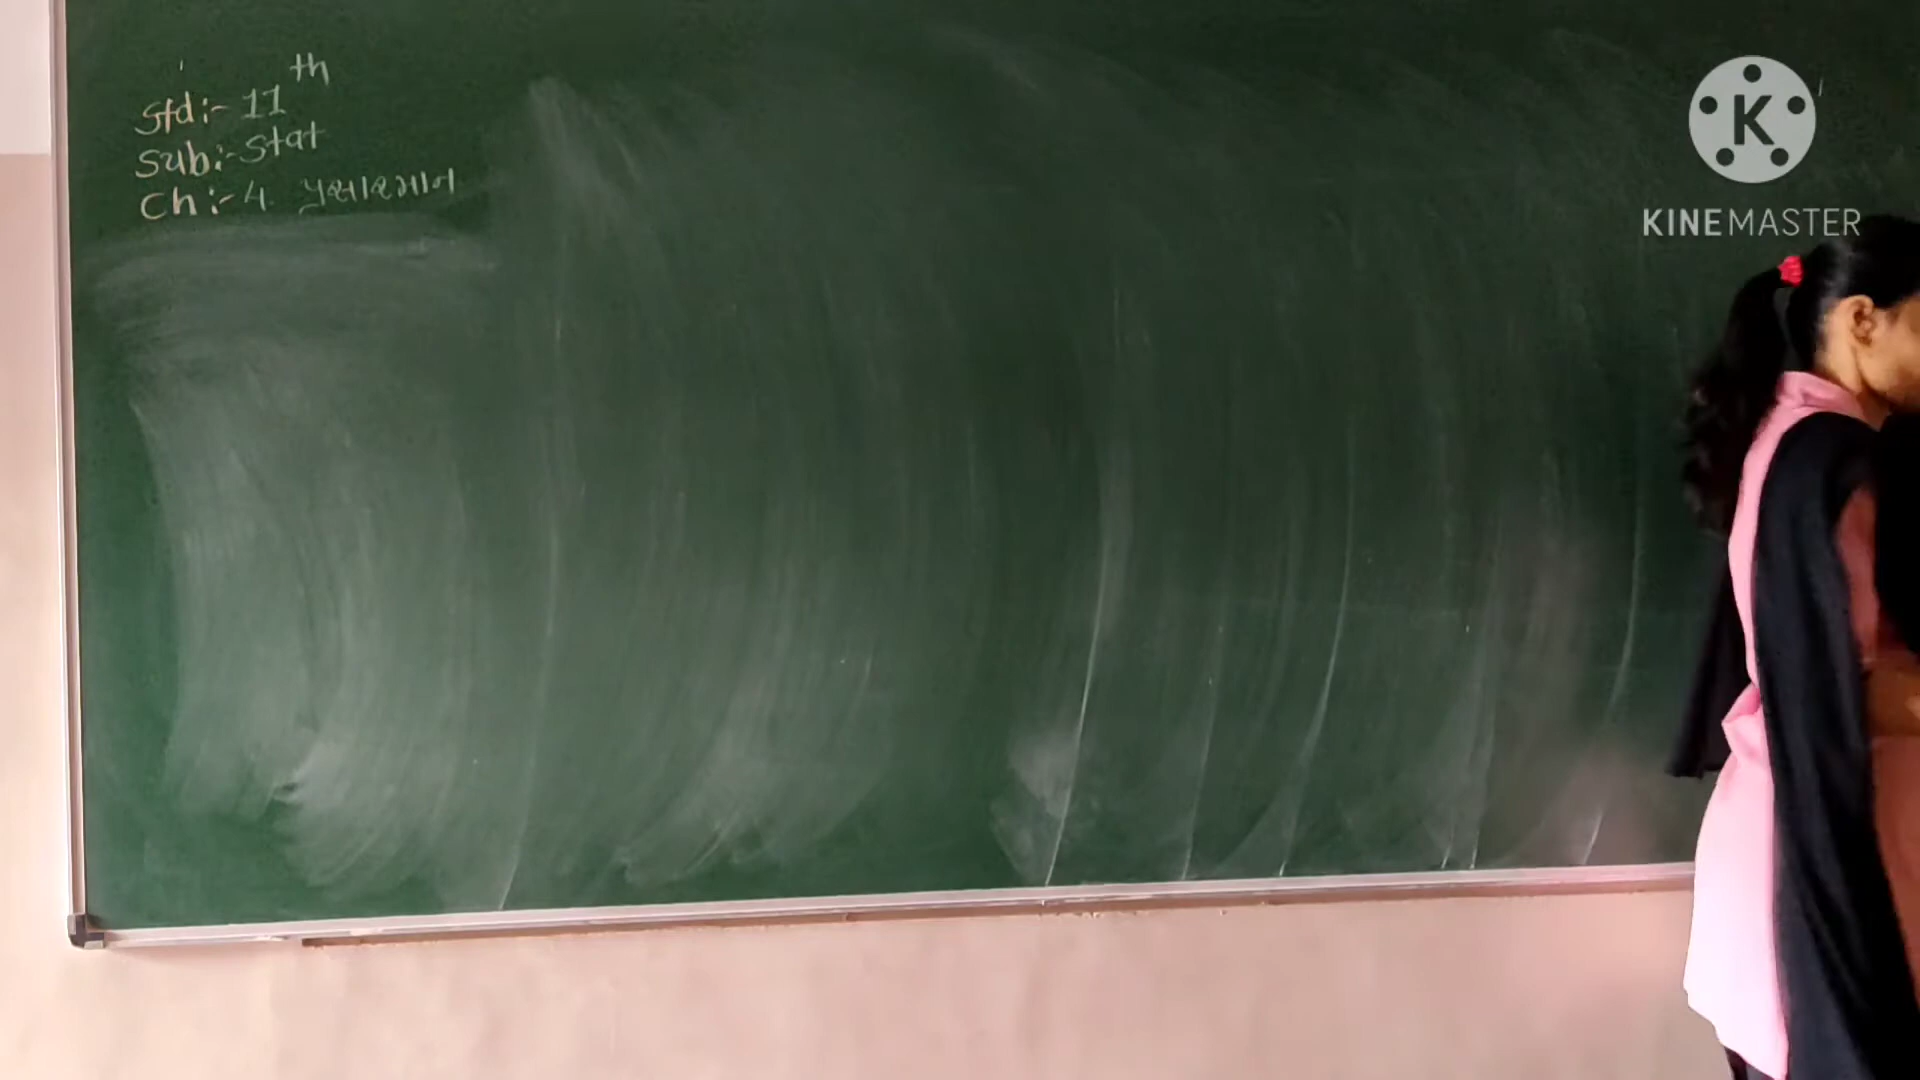 Std:- 11th
Sub:- Stat
Ch:- 4. પ્રસારમાન
KINEMASTER